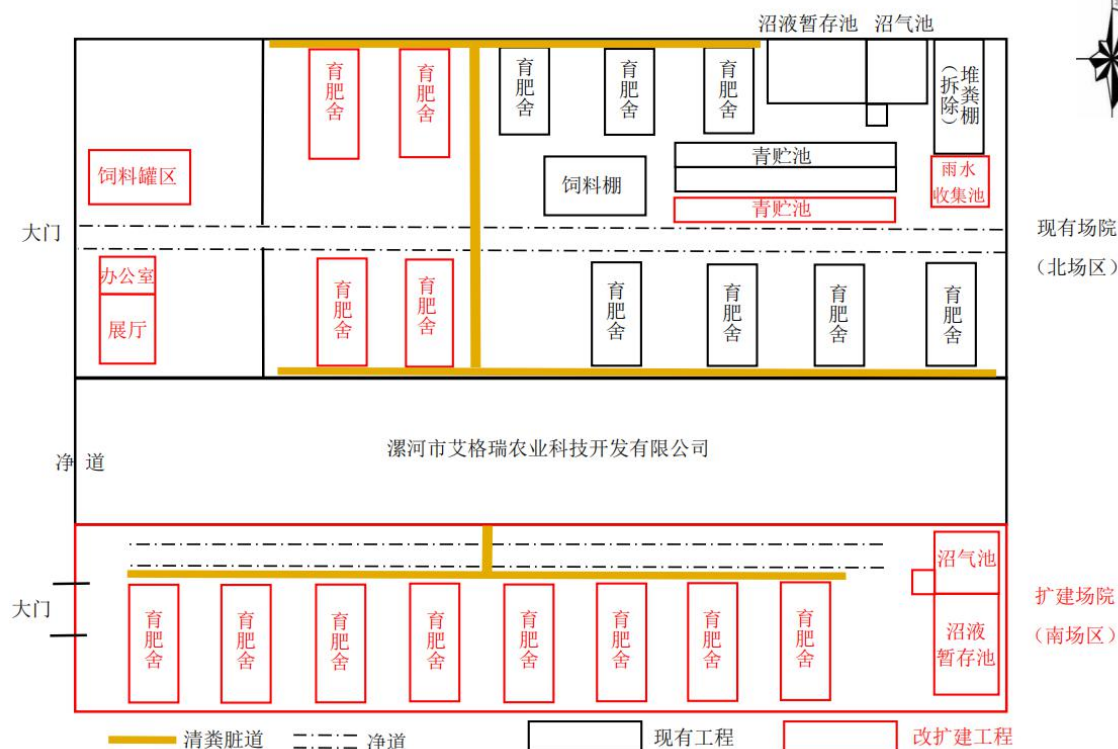 沼液暂存池 沼气池
育肥舍
育肥舍
育肥舍
育肥舍
育肥舍
堆粪棚
（拆除）
饲料罐区
饲料棚
青贮池
青贮池
雨水
收集池
大门
现有场院
（北场区）
办公室
展厅
育肥舍
育肥舍
育肥舍
育肥舍
育肥舍
育肥舍
漯河市艾格瑞农业科技开发有限公司
净 道
沼气池
大门
育肥舍
育肥舍
育肥舍
育肥舍
育肥舍
育肥舍
育肥舍
育肥舍
沼液
暂存池
扩建场院
（南场区）
清粪脏道
净道
现有工程
改扩建工程